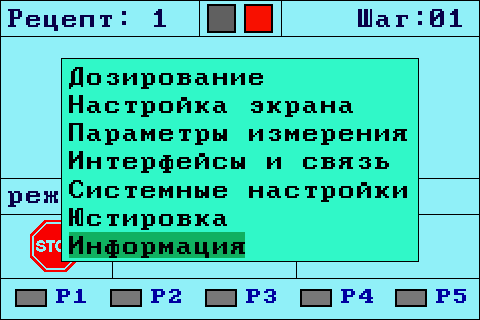 Рецепт: 1 Шаг:01
Дозирование
Настройка экрана
Параметры измерения
Интерфейсы и связь
Системные настройки
реж
Юстировка
STO
Информация
P1 P2 P3 P4 P5